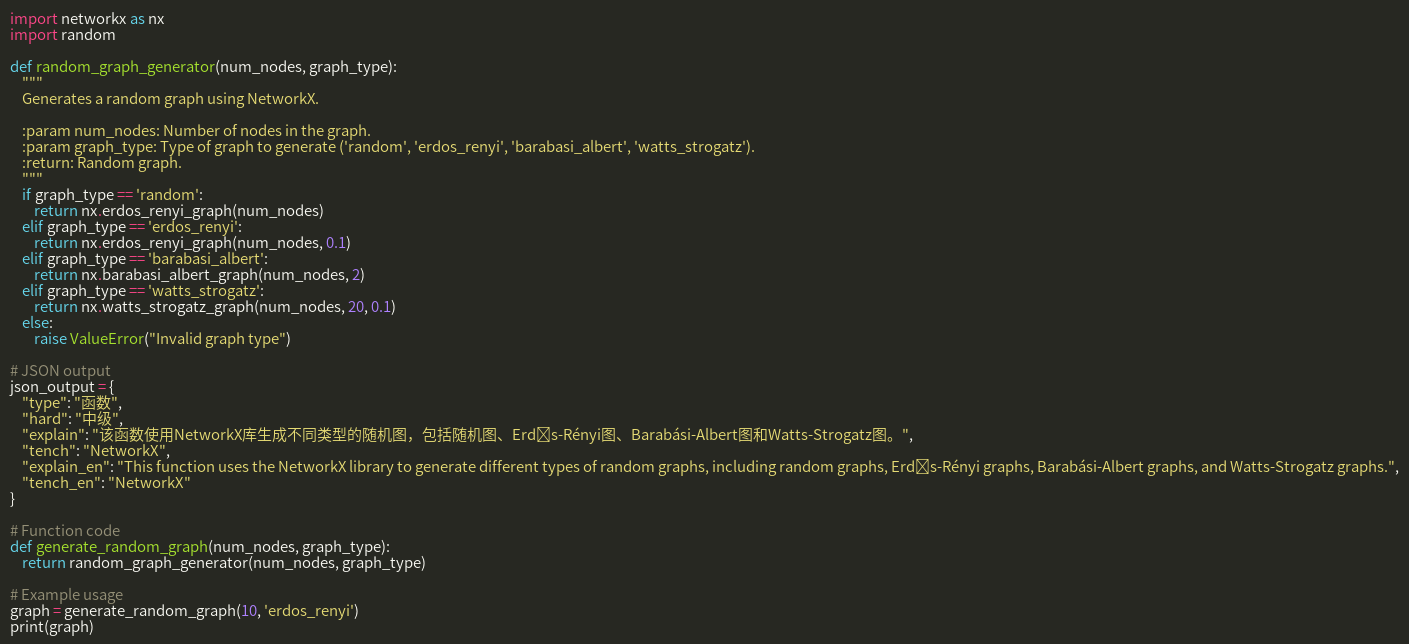 import networkx as nx
import random

def random_graph_generator(num_nodes, graph_type):
    """
    Generates a random graph using NetworkX.

    :param num_nodes: Number of nodes in the graph.
    :param graph_type: Type of graph to generate ('random', 'erdos_renyi', 'barabasi_albert', 'watts_strogatz').
    :return: Random graph.
    """
    if graph_type == 'random':
        return nx.erdos_renyi_graph(num_nodes)
    elif graph_type == 'erdos_renyi':
        return nx.erdos_renyi_graph(num_nodes, 0.1)
    elif graph_type == 'barabasi_albert':
        return nx.barabasi_albert_graph(num_nodes, 2)
    elif graph_type == 'watts_strogatz':
        return nx.watts_strogatz_graph(num_nodes, 20, 0.1)
    else:
        raise ValueError("Invalid graph type")

# JSON output
json_output = {
    "type": "函数",
    "hard": "中级",
    "explain": "该函数使用NetworkX库生成不同类型的随机图，包括随机图、Erd□s-Rényi图、Barabási-Albert图和Watts-Strogatz图。",
    "tench": "NetworkX",
    "explain_en": "This function uses the NetworkX library to generate different types of random graphs, including random graphs, Erd□s-Rényi graphs, Barabási-Albert graphs, and Watts-Strogatz graphs.",
    "tench_en": "NetworkX"
}

# Function code
def generate_random_graph(num_nodes, graph_type):
    return random_graph_generator(num_nodes, graph_type)

# Example usage
graph = generate_random_graph(10, 'erdos_renyi')
print(graph)